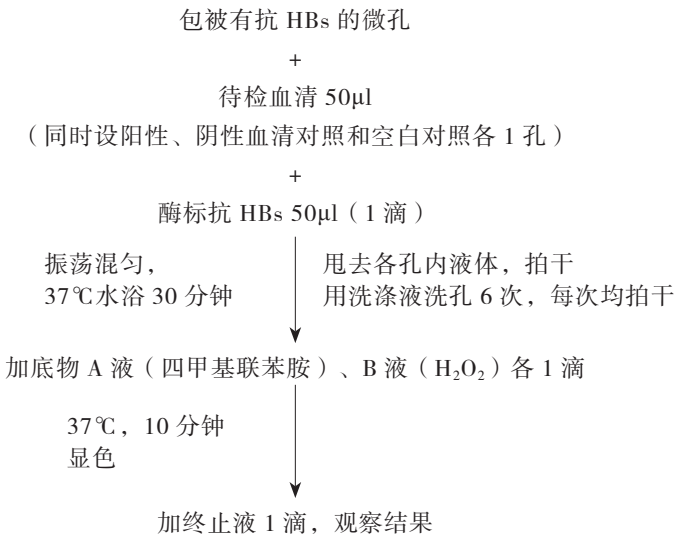 包被有抗 HBs 的微孔
+
待检血清 50μl
（同时设阳性、阴性血清对照和空白对照各 1 孔）
+
酶标抗 HBs 50μl（1 滴）
振荡混匀，
37℃水浴 30 分钟
甩去各孔内液体，拍干
用洗涤液洗孔 6 次，每次均拍干
加底物 A 液（四甲基联苯胺）、B 液（H₂O₂）各 1 滴
37℃，10 分钟
显色
加终止液 1 滴，观察结果